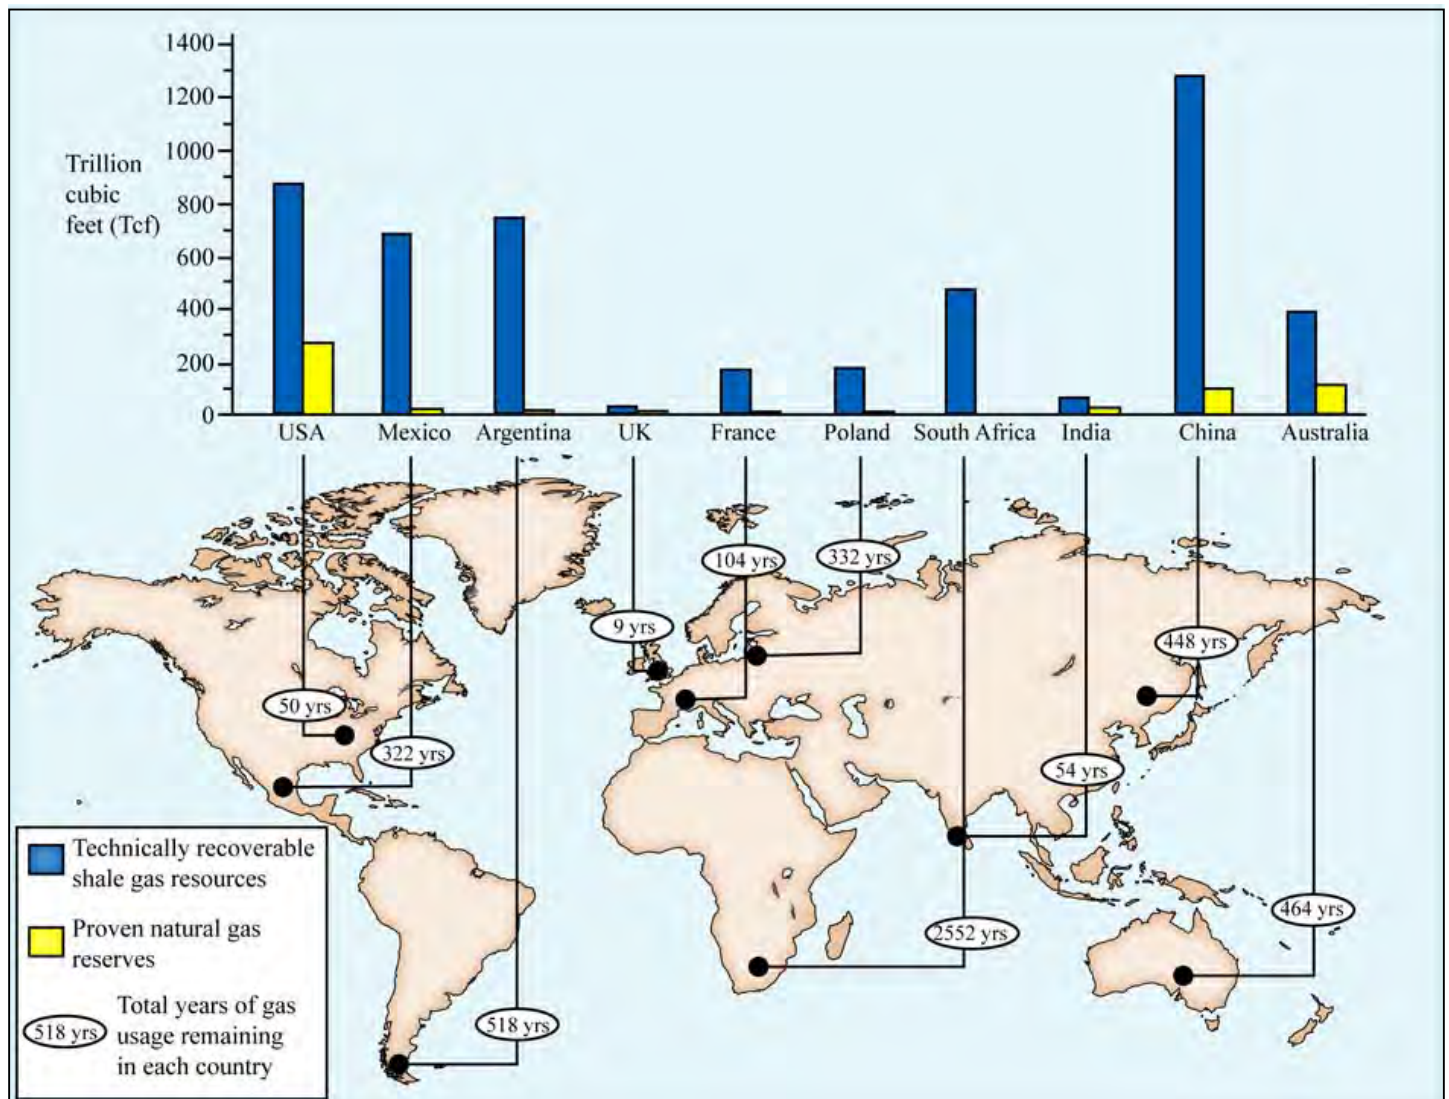 1400
1200
1000
800
600
400
200
0
Trillion
cubic
feet (Tcf)
USA Mexico Argentina UK France Poland South Africa India China Australia
104 yrs
332 yrs
9 yrs
448 yrs
50 yrs
322 yrs
54 yrs
464 yrs
2552 yrs
518 yrs
Technically recoverable
shale gas resources
Proven natural gas
reserves
518 yrs
Total years of gas
usage remaining
in each country